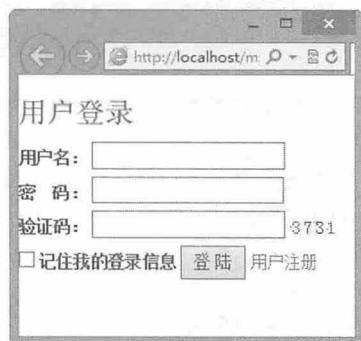 http://localhost/m
用户登录
用户名：
密 码：
验证码： 3731
记住我的登录信息 登 陆 用户注册